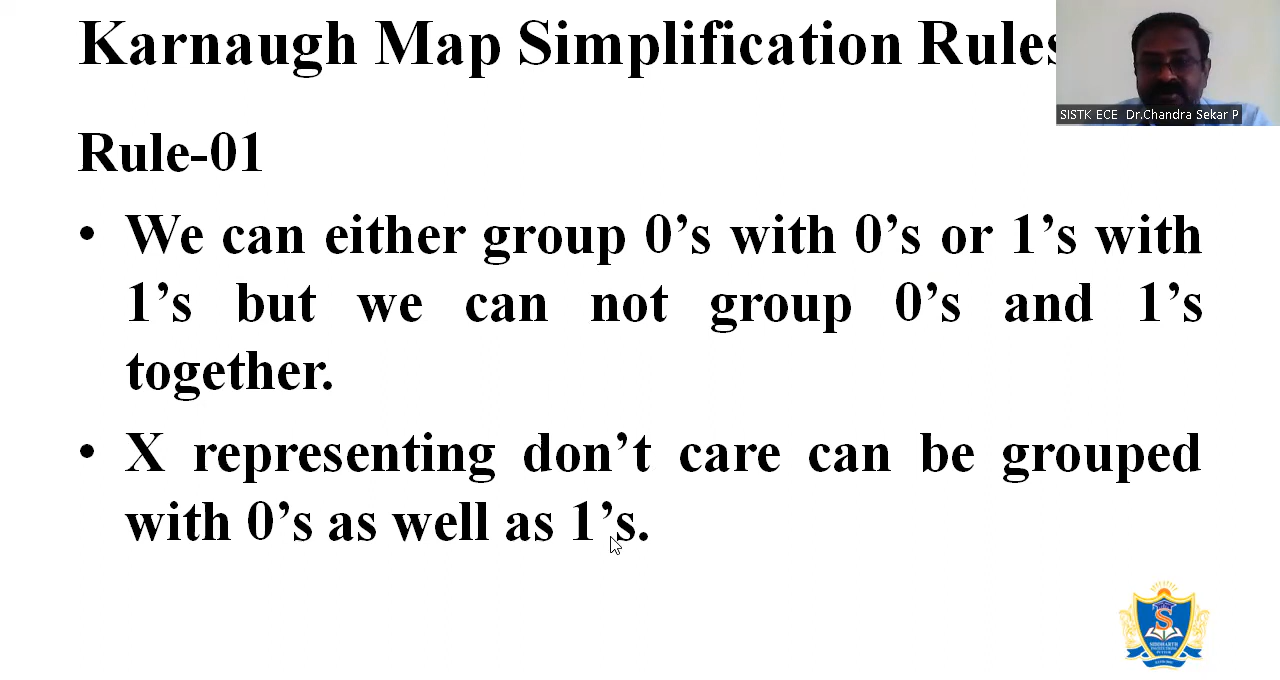 Karnaugh Map Simplification Rules
SISTK ECE Dr.Chandra Sekar P
Rule-01
• We can either group 0’s with 0’s or 1’s with
1’s but we can not group 0’s and 1’s
together.
• X representing don’t care can be grouped
with 0’s as well as 1’s.
S
SIDDHARTH